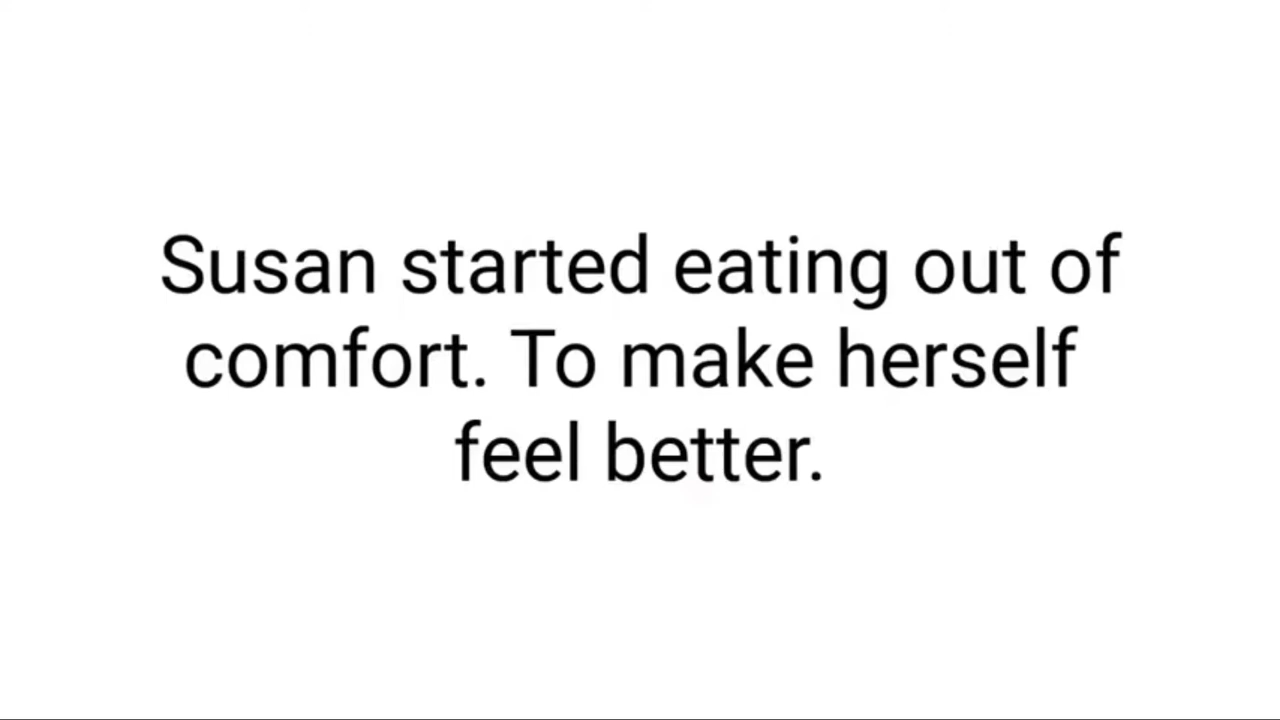 Susan started eating out of
comfort. To make herself
feel better.